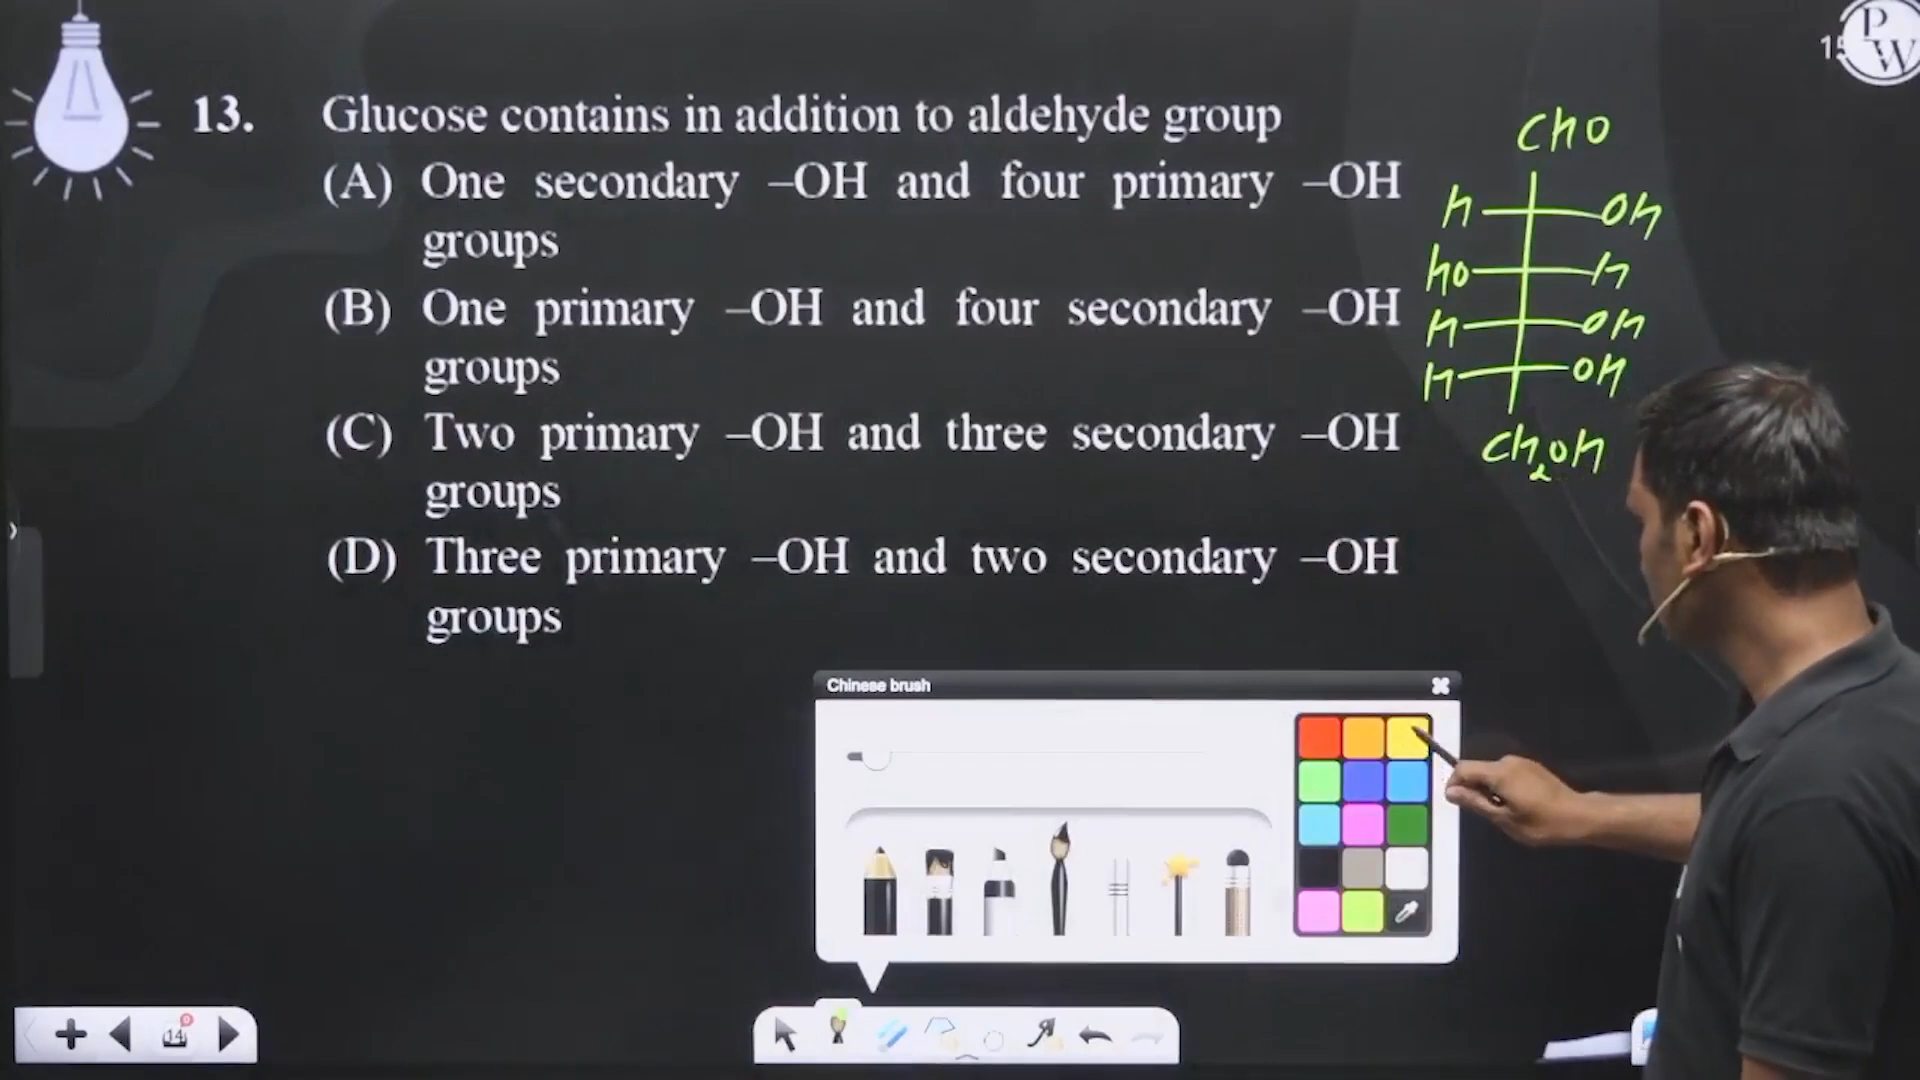 13. Glucose contains in addition to aldehyde group
(A) One secondary –OH and four primary –OH
groups
(B) One primary –OH and four secondary –OH
groups
(C) Two primary –OH and three secondary –OH
groups
(D) Three primary –OH and two secondary –OH
groups
CHO
H OH
HO H
H OH
H OH
CH2OH
PW
Chinese brush
14
0